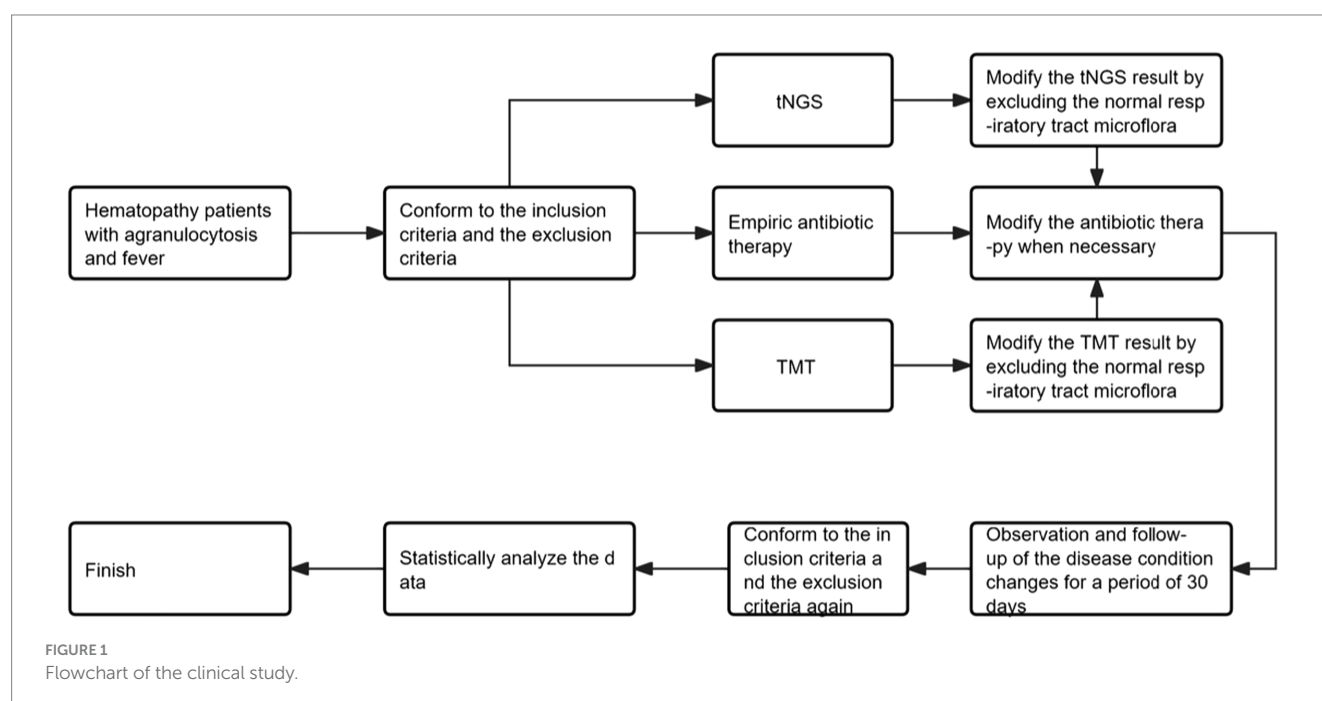 tNGS
Modify the tNGS result by
excluding the normal resp
-iratory tract microflora
Hematopathy patients
with agranulocytosis
and fever
Conform to the inclusion
criteria and the exclusion
criteria
Empiric antibiotic
therapy
Modify the antibiotic thera
-py when necessary
TMT
Modify the TMT result by
excluding the normal resp
-iratory tract microflora
Observation and follow-
up of the disease condition
changes for a period of 30
days
Conform to the in
clusion criteria a
nd the exclusion
criteria again
Statistically analyze the d
ata
Finish
FIGURE 1
Flowchart of the clinical study.